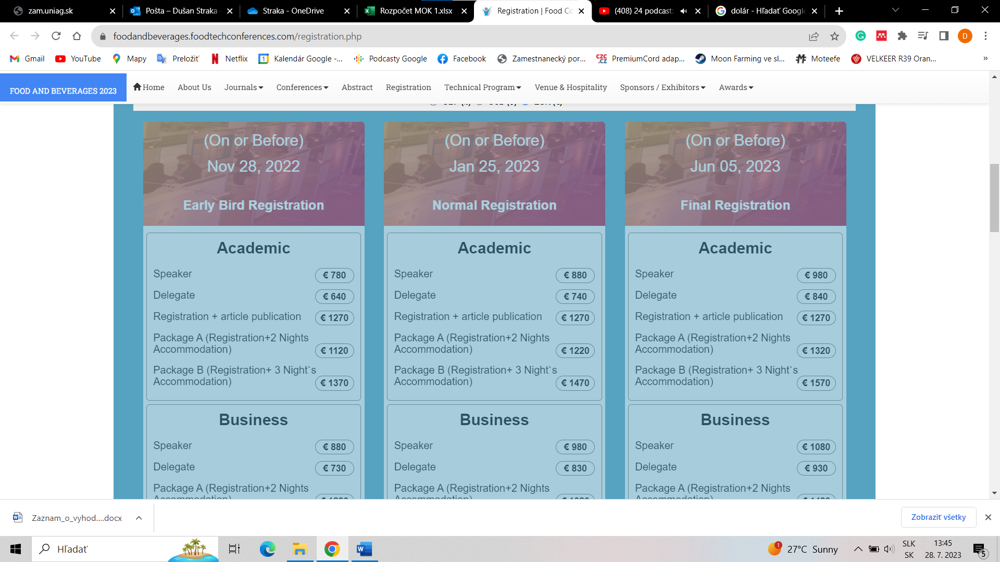 zam.uniag.sk
Pošta – Dušan Straka -
Straka - OneDrive
Rozpočet MOK 1.xlsx
Registration | Food Co
(408) 24 podcast:
dolár - Hľadať Google
foodandbeverages.foodtechconferences.com/registration.php
D
Gmail
YouTube
Mapy
Preložiť
Netflix
Kalendár Google -...
Podcasty Google
Facebook
Zamestnanecký por...
PremiumCord adap...
Moon Farming ve sl...
Moteefe
VELKEER R39 Oran...
»
FOOD AND BEVERAGES 2023
Home
About Us
Journals
Conferences
Abstract
Registration
Technical Program
Venue & Hospitality
Sponsors / Exhibitors
Awards
(On or Before)
Nov 28, 2022
Early Bird Registration
Academic
Speaker € 780
Delegate € 640
Registration + article publication € 1270
Package A (Registration+2 Nights
Accommodation) € 1120
Package B (Registration+ 3 Night`s
Accommodation) € 1370
Business
Speaker € 880
Delegate € 730
Package A (Registration+2 Nights
(On or Before)
Jan 25, 2023
Normal Registration
Academic
Speaker € 880
Delegate € 740
Registration + article publication € 1270
Package A (Registration+2 Nights
Accommodation) € 1220
Package B (Registration+ 3 Night`s
Accommodation) € 1470
Business
Speaker € 980
Delegate € 830
Package A (Registration+2 Nights
(On or Before)
Jun 05, 2023
Final Registration
Academic
Speaker € 980
Delegate € 840
Registration + article publication € 1270
Package A (Registration+2 Nights
Accommodation) € 1320
Package B (Registration+ 3 Night`s
Accommodation) € 1570
Business
Speaker € 1080
Delegate € 930
Package A (Registration+2 Nights
Zaznam_o_vyhod....docx
Zobraziť všetky
Hľadať
1
27°C Sunny
SLK
SK
13:45
28. 7. 2023
5